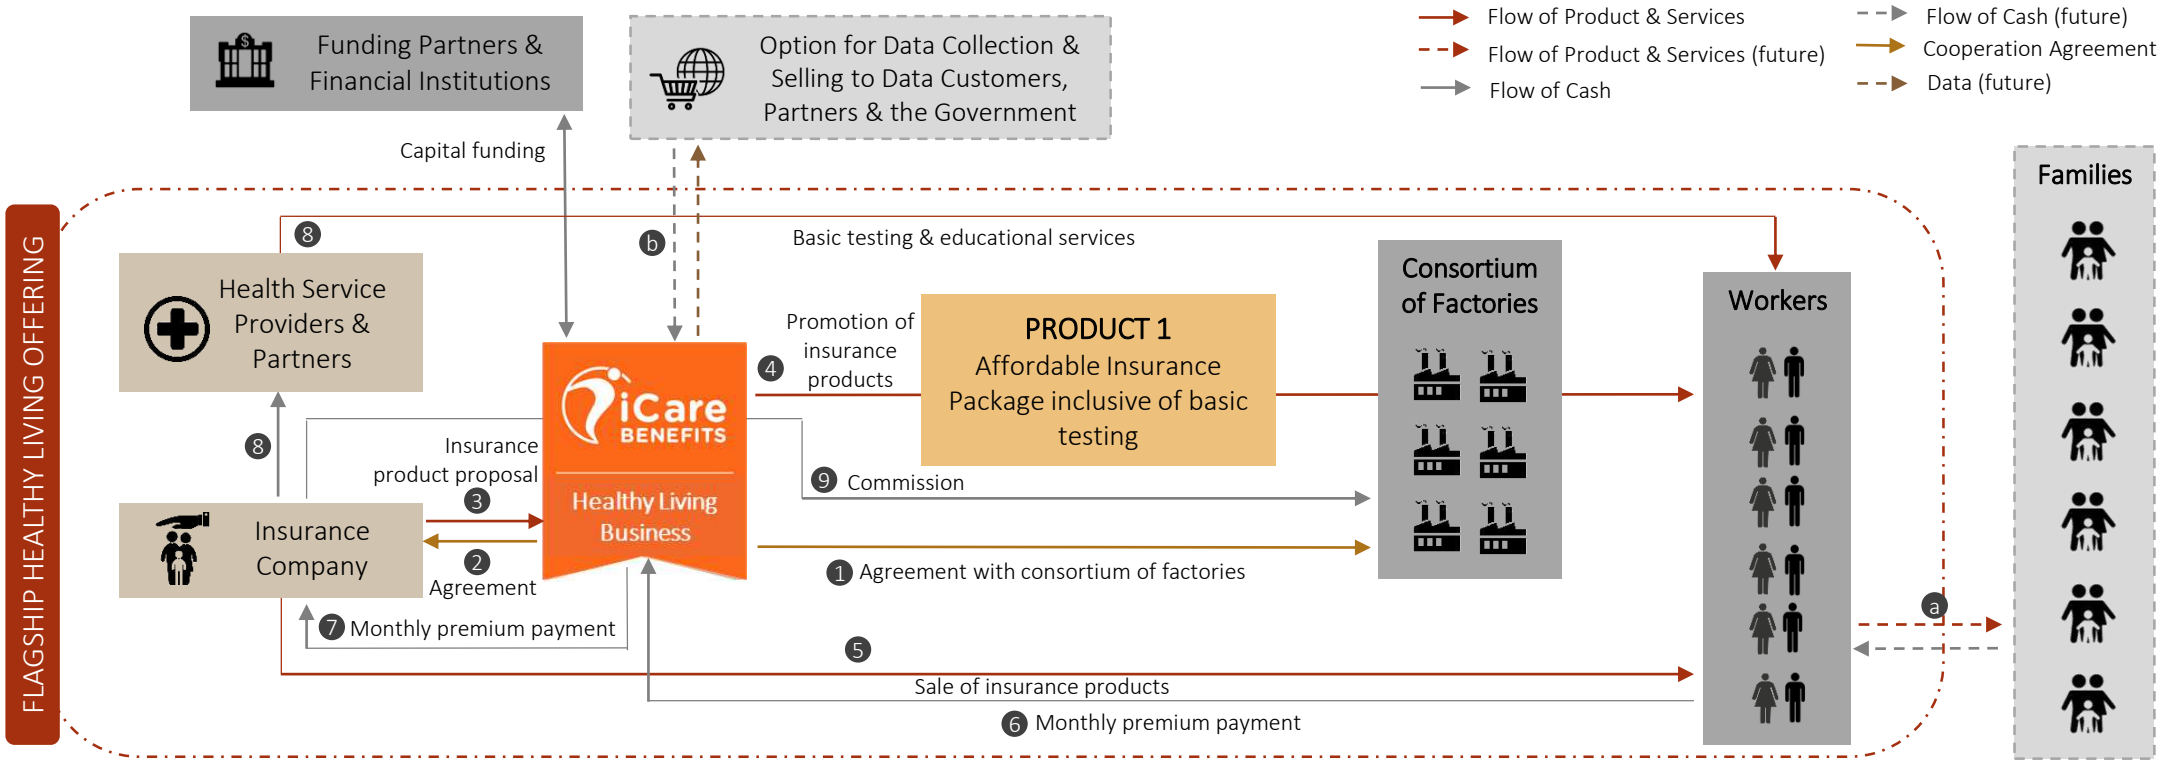 Funding Partners &
Financial Institutions
Option for Data Collection &
Selling to Data Customers,
Partners & the Government
Flow of Product & Services
Flow of Product & Services (future)
Flow of Cash
Flow of Cash (future)
Cooperation Agreement
Data (future)
Capital funding
Families
FLAGSHIP HEALTHY LIVING OFFERING
8
b
Basic testing & educational services
Health Service
Providers &
Partners
Consortium
of Factories
Workers
Promotion of
insurance
products
4
PRODUCT 1
Affordable Insurance
Package inclusive of basic
testing
iCare
BENEFITS
Healthy Living
Business
8
Insurance
product proposal
3
9 Commission
Insurance
Company
2
Agreement
1 Agreement with consortium of factories
7 Monthly premium payment
5
Sale of insurance products
6 Monthly premium payment
a